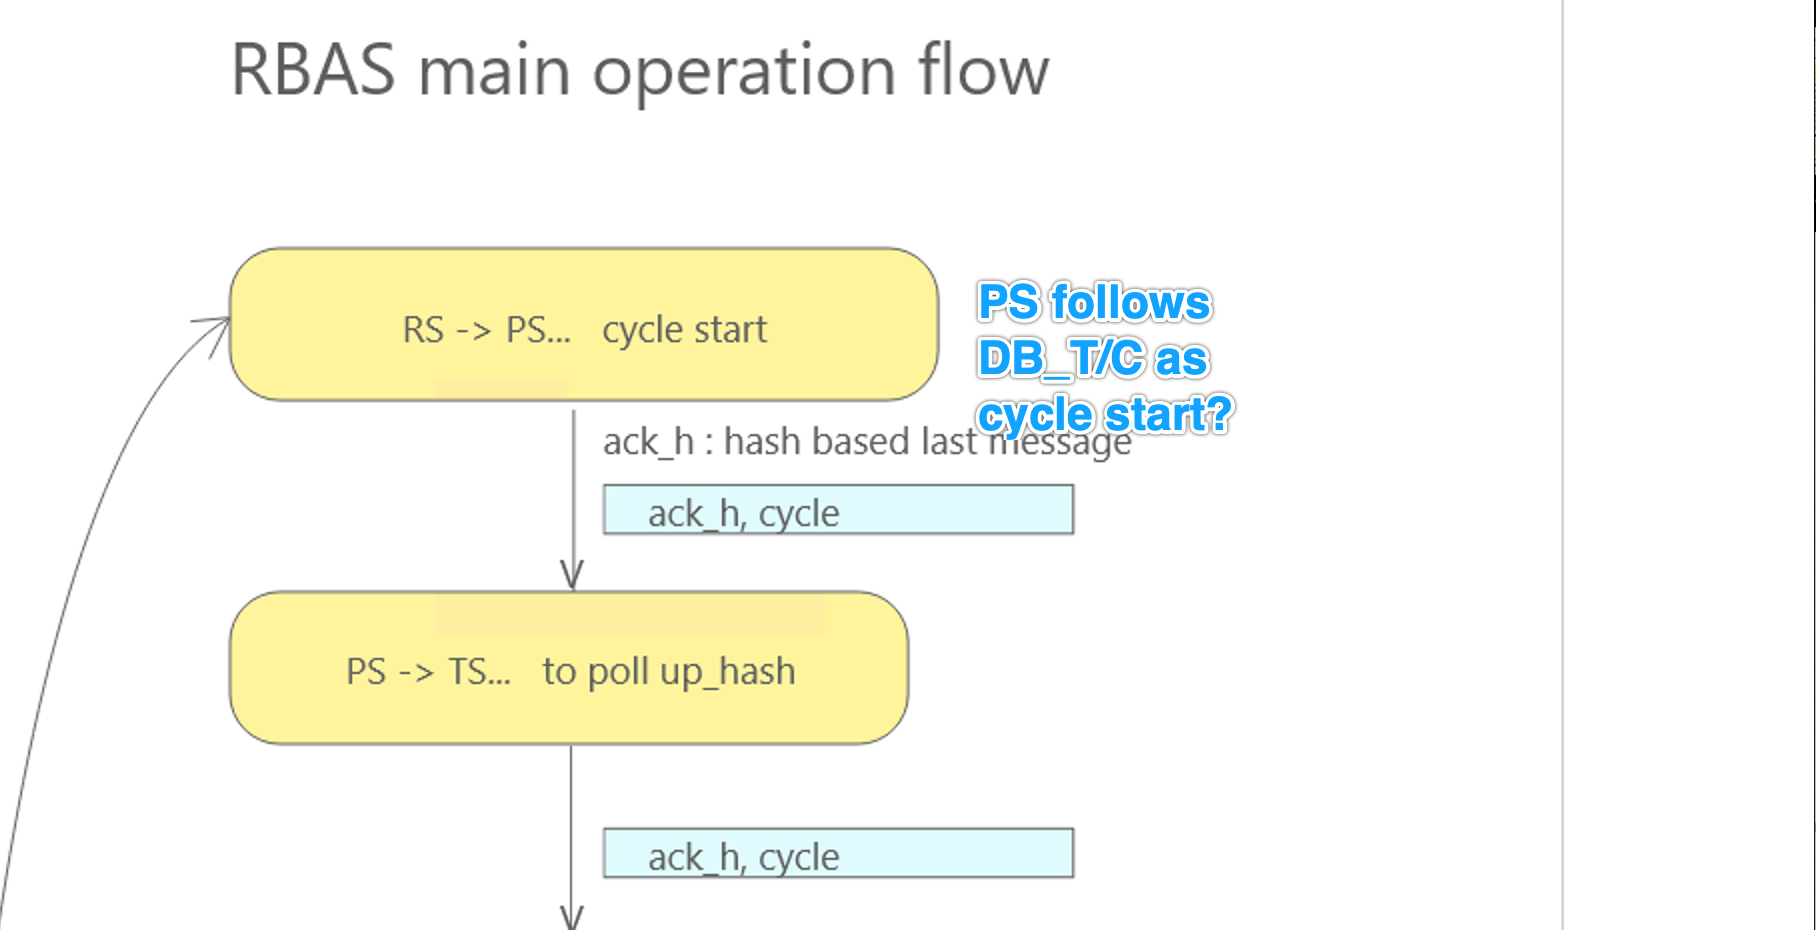 RBAS main operation flow
RS -> PS... cycle start
PS follows
DB_T/C as
cycle start?
ack_h : hash based last message
ack_h, cycle
PS -> TS... to poll up_hash
ack_h, cycle